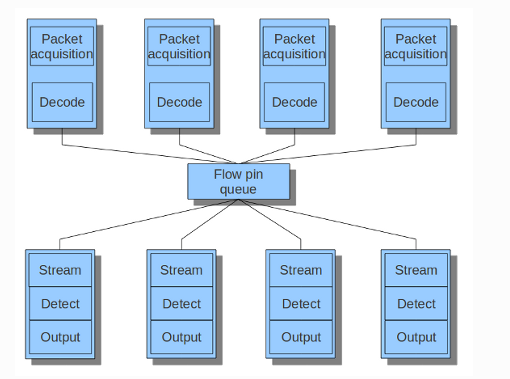 Packet
acquisition
Decode
Packet
acquisition
Decode
Packet
acquisition
Decode
Packet
acquisition
Decode
Flow pin
queue
Stream
Detect
Output
Stream
Detect
Output
Stream
Detect
Output
Stream
Detect
Output